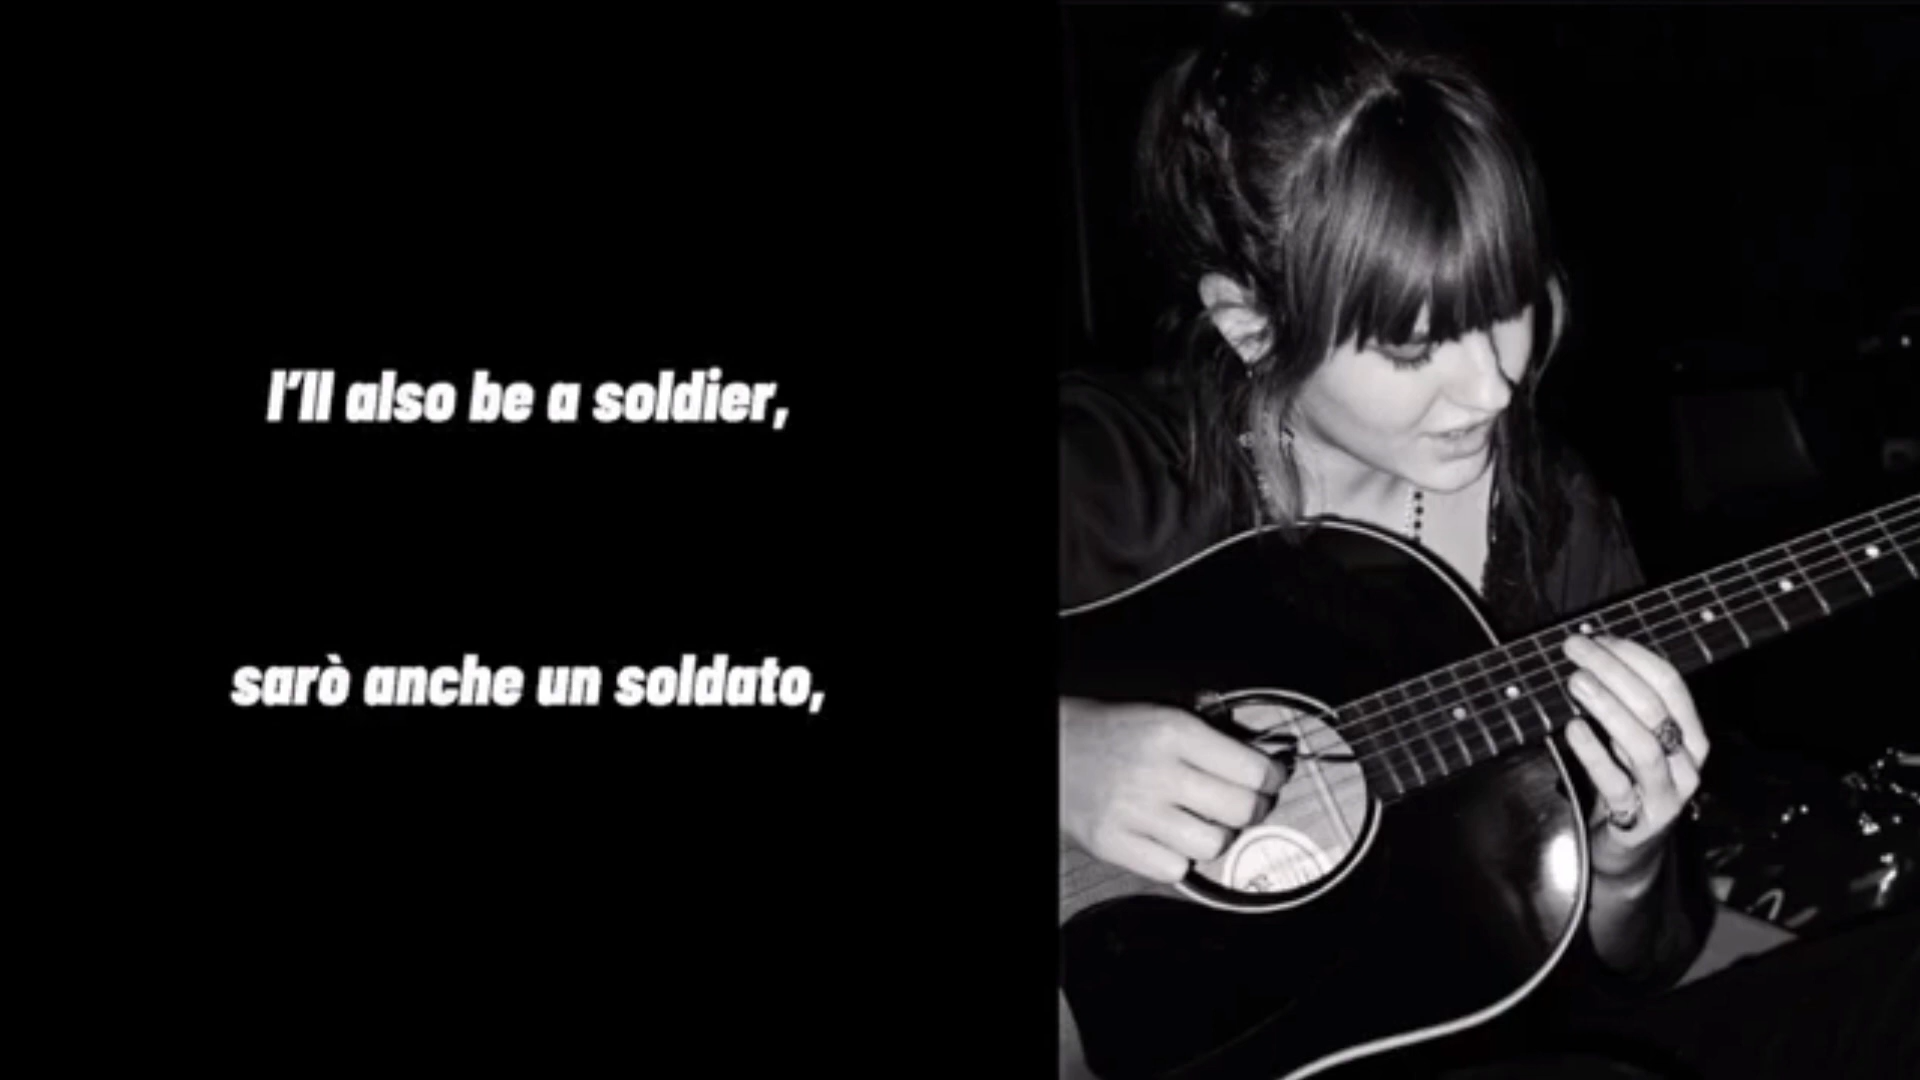 I'll also be a soldier,
sarò anche un soldato,